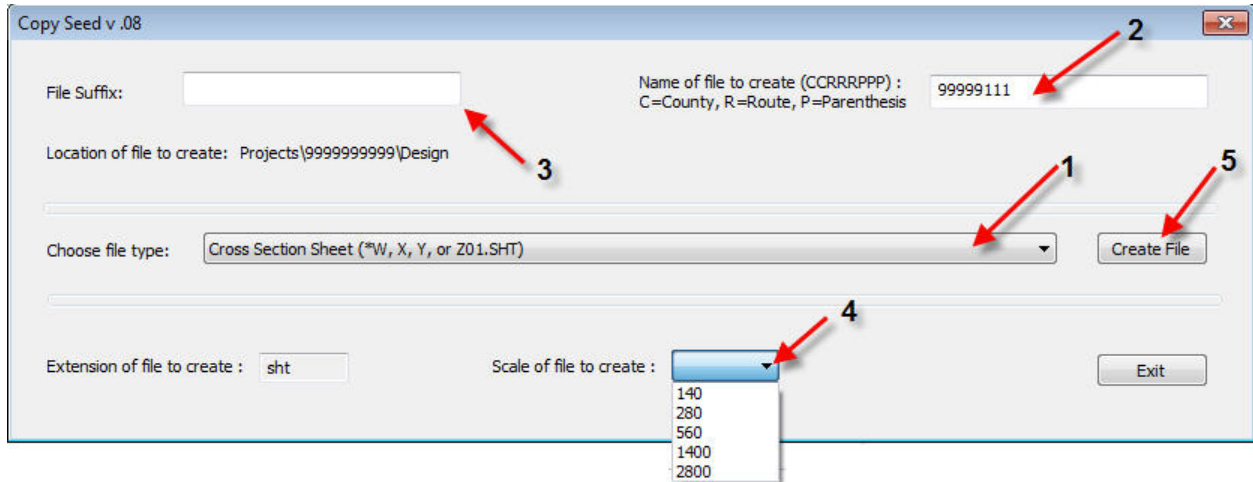 Copy Seed v .08
2
File Suffix:
Name of file to create (CCRRRPPP) :
C=County, R=Route, P=Parenthesis
99999111
3
Location of file to create: Projects\9999999999\Design
1
5
Choose file type:
Cross Section Sheet (*W, X, Y, or Z01.SHT)
Create File
4
Extension of file to create :
sht
Scale of file to create :
Exit
140
280
560
1400
2800